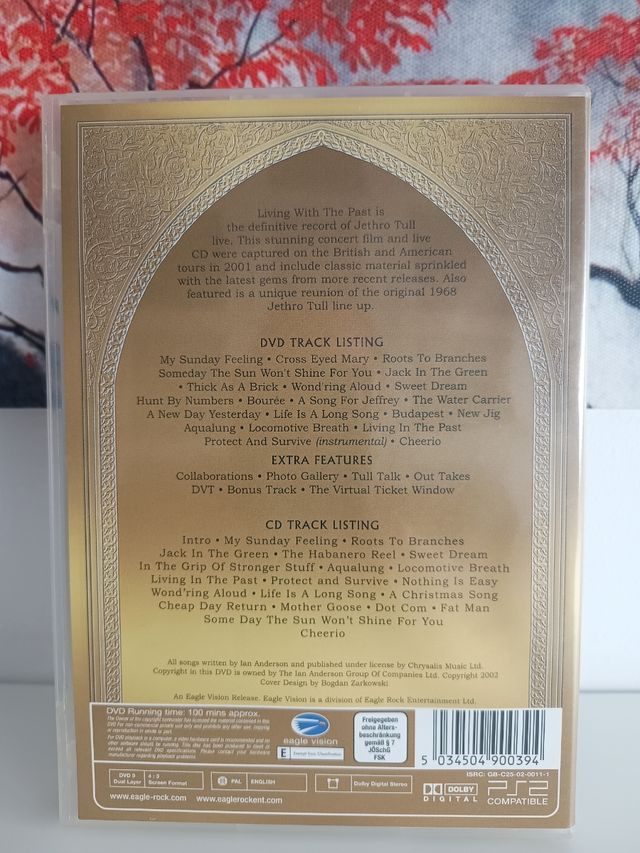 Living With The Past is
the definitive record of Jethro Tull
live. This stunning concert film and live
CD were captured on the British and American
tours in 2001 and include classic material sprinkled
with the latest gems from more recent releases. Also
featured is a unique reunion of the original 1968
Jethro Tull line up.
DVD TRACK LISTING
My Sunday Feeling • Cross Eyed Mary • Roots To Branches
Someday The Sun Won't Shine For You • Jack In The Green
• Thick As A Brick • Wond'ring Aloud • Sweet Dream
Hunt By Numbers • Bourée • A Song For Jeffrey • The Water Carrier
A New Day Yesterday • Life Is A Long Song • Budapest • New Jig
Aqualung • Locomotive Breath • Living In The Past
Protect And Survive (instrumental) • Cheerio
EXTRA FEATURES
Collaborations • Photo Gallery • Tull Talk • Out Takes
DVT • Bonus Track • The Virtual Ticket Window
CD TRACK LISTING
Intro • My Sunday Feeling • Roots To Branches
Jack In The Green • The Habanero Reel • Sweet Dream
In The Grip Of Stronger Stuff • Aqualung • Locomotive Breath
Living In The Past • Protect and Survive • Nothing Is Easy
Wond'ring Aloud • Life Is A Long Song • A Christmas Song
Cheap Day Return • Mother Goose • Dot Com • Fat Man
Some Day The Sun Won't Shine For You
Cheerio
All songs written by Ian Anderson and published under license by Chrysalis Music Ltd.
Copyright in this DVD is owned by The Ian Anderson Group Of Companies Ltd. Copyright 2002
Cover Design by Bogdan Zarkowski
An Eagle Vision Release. Eagle Vision is a division of Eagle Rock Entertainment Ltd.
DVD Running time: 100 mins approx.
eagle vision
E
Freigegeben
ohne Alters-
beschränkung
gemäß § 7
JÖSchG
FSK
5 034504 900394
ISRC: GB-C25-02-0011-1
DVD 9
Dual Layer
4:3
Screen Format
PAL
ENGLISH
Dolby Digital Stereo
DOLBY
DIGITAL
PS2
COMPATIBLE
www.eagle-rock.com
www.eaglerockent.com